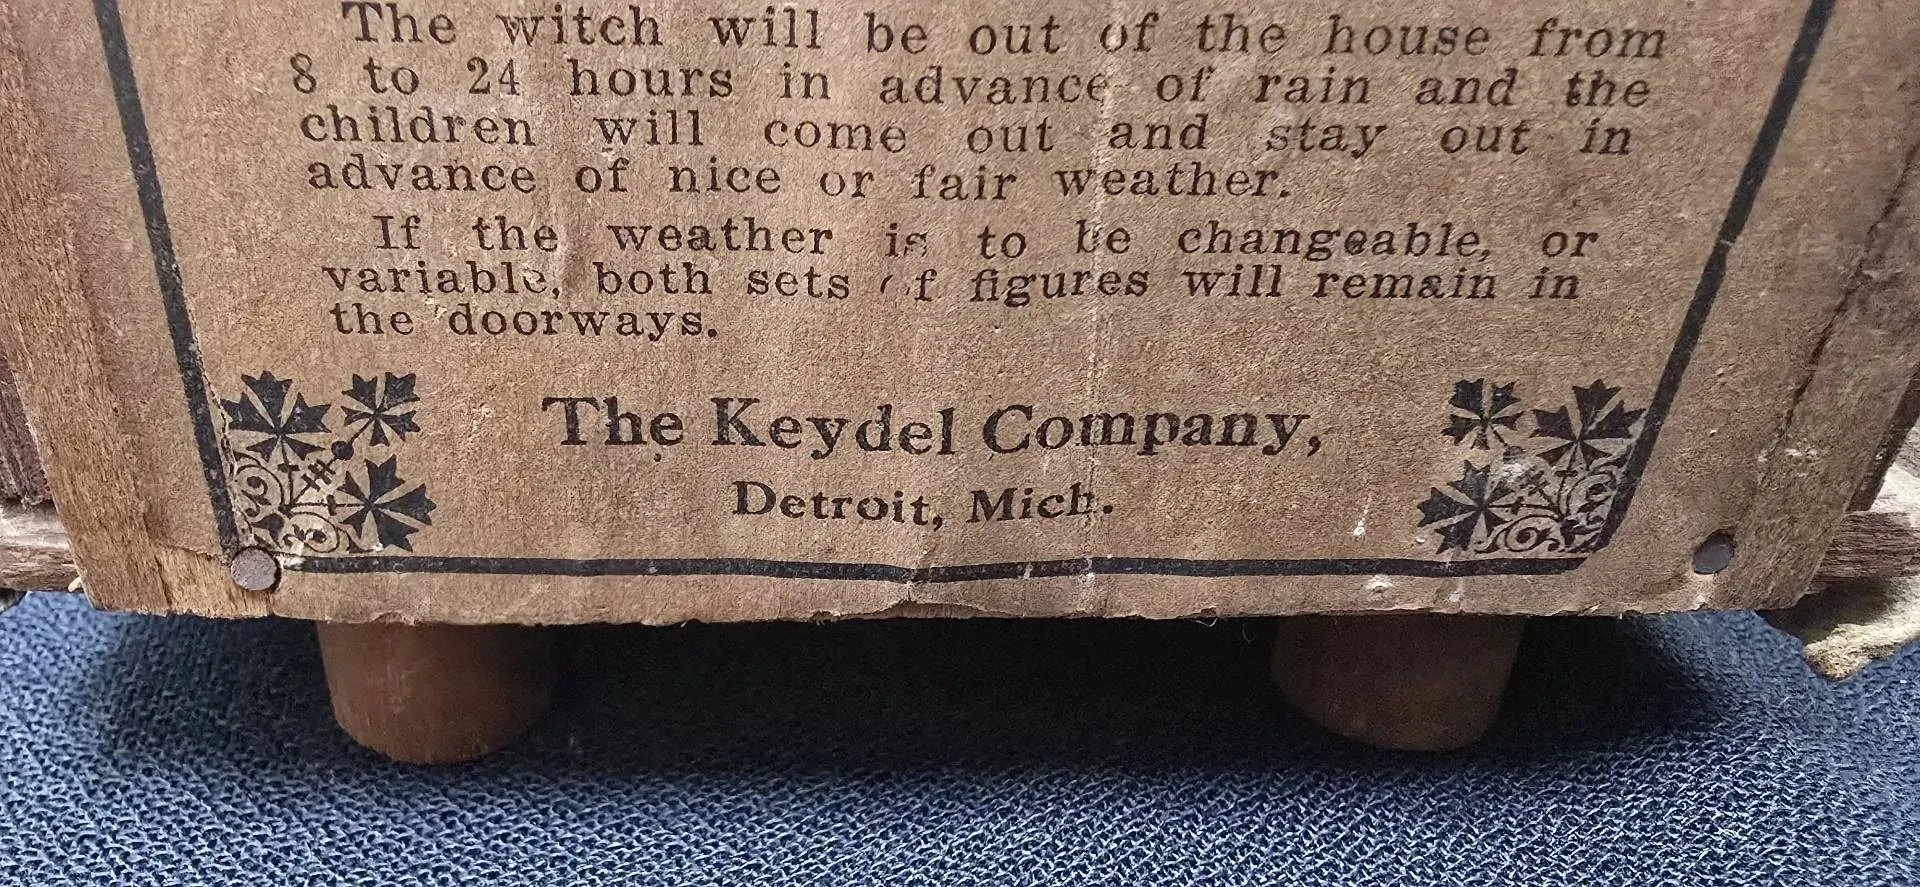 The witch will be out of the house from
8 to 24 hours in advance of rain and the
children will come out and stay out in
advance of nice or fair weather.
If the weather is to be changeable, or
variable, both sets of figures will remain in
the doorways.
The Keydel Company,
Detroit, Mich.